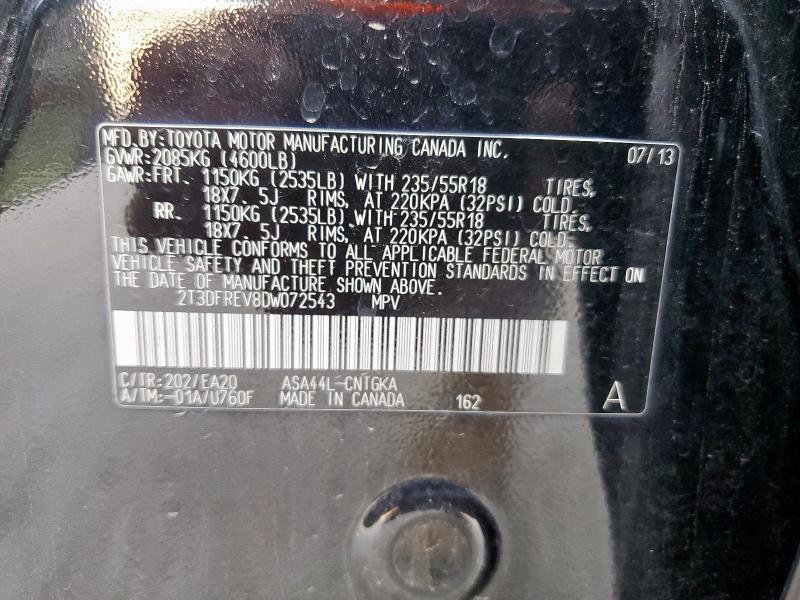 MFD. BY: TOYOTA MOTOR MANUFACTURING CANADA INC. 07/13
GVWR: 2085KG (4600LB)
GAWR: FRT. 1150KG (2535LB) WITH 235/55R18 TIRES,
18X7. 5J RIMS, AT 220KPA (32PSI) COLD.
RR. 1150KG (2535LB) WITH 235/55R18 TIRES,
18X7. 5J RIMS, AT 220KPA (32PSI) COLD.
THIS VEHICLE CONFORMS TO ALL APPLICABLE FEDERAL MOTOR
VEHICLE SAFETY AND THEFT PREVENTION STANDARDS IN EFFECT ON
THE DATE OF MANUFACTURE SHOWN ABOVE.
2T3DFREV8DW072543 MPV
C/TR: 202/EA20 ASA44L-CNTGKA
A/TM: -01A/U760F MADE IN CANADA 162 A